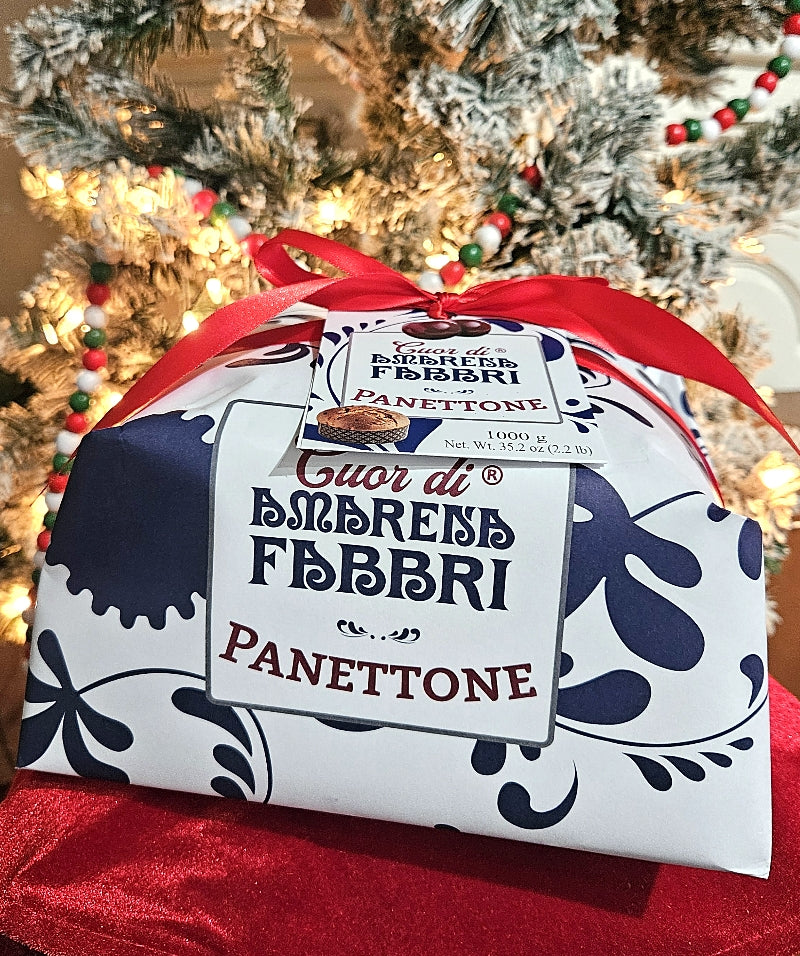 Cuor di ®
AMARENA
FABBRI
PANETTONE
1000 g
Net. Wt. 35.2 oz (2.2 lb)
Cuor di ®
AMARENA
FABBRI
PANETTONE